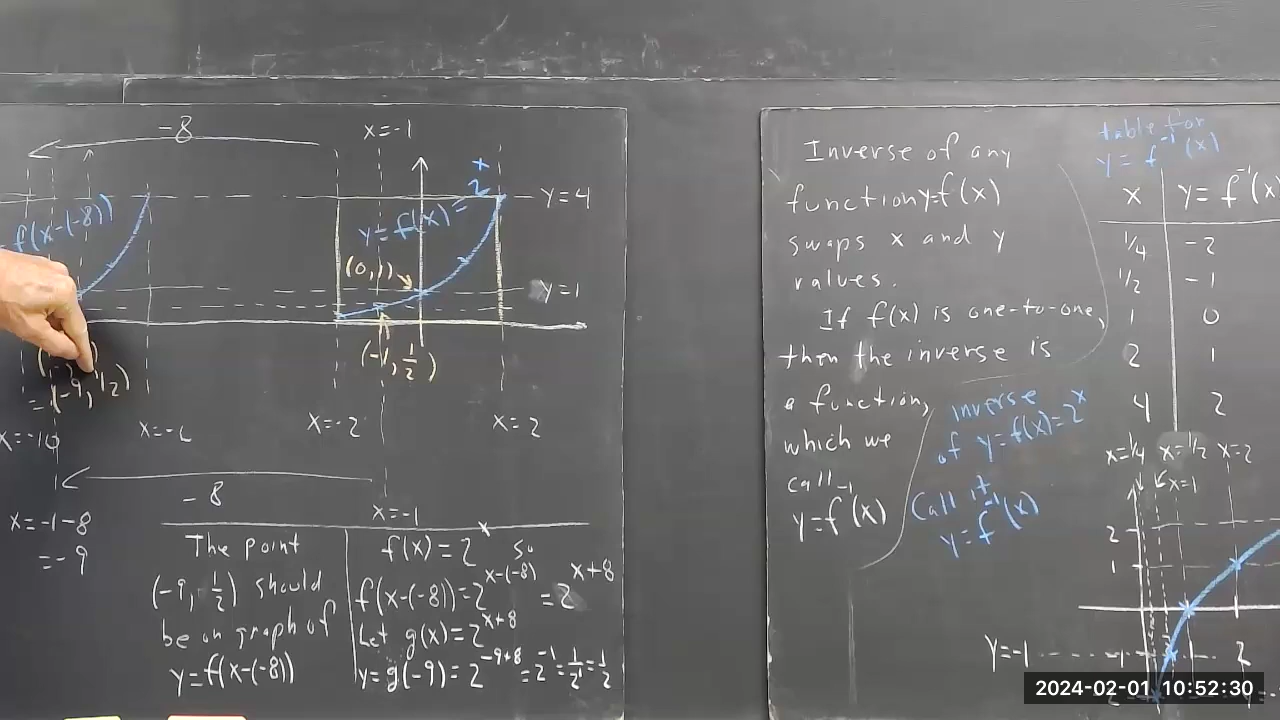 -8
x=-1
2^x
y=4
f(x-(-8))
y=f(x)=
(0,1)
y=1
(-1, 1/2)
=(-9, 1/2)
x=-10
x=-2
x=2
-8
x=-1
x=-1-8
=-9
The point
(-9, 1/2) should
be on graph of
y=f(x-(-8))
f(x)=2^x so
f(x-(-8))=2^(x-(-8)) =2^(x+8)
Let g(x)=2^(x+8)
y=g(-9)=2^(-9+8)=2^-1=1/2^1=1/2
Inverse of any
function y=f(x)
swaps x and y
values.
If f(x) is one-to-one,
then the inverse is
a function,
which we
call
y=f^-1(x)
inverse
of y=f(x)=2^x
Call it
y=f^-1(x)
table for
y=f^-1(x)
x y=f^-1(x)
1/4 -2
1/2 -1
1 0
2 1
4 2
x=1/4 x=1/2 x=2
x=1
2
1
y=-1 -1 2
2024-02-01 10:52:30